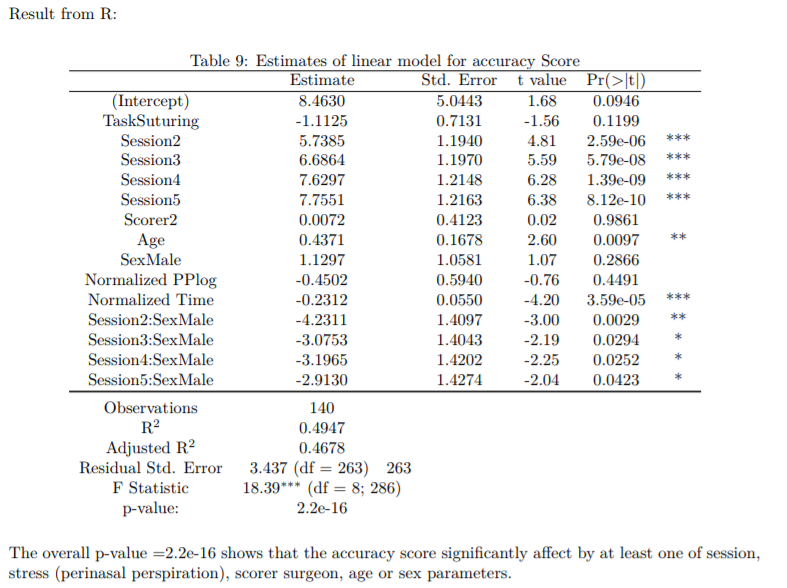 Result from R:
Table 9: Estimates of linear model for accuracy Score
Estimate Std. Error t value Pr(>|t|)
(Intercept) 8.4630 5.0443 1.68 0.0946
TaskSuturing -1.1125 0.7131 -1.56 0.1199
Session2 5.7385 1.1940 4.81 2.59e-06 ***
Session3 6.6864 1.1970 5.59 5.79e-08 ***
Session4 7.6297 1.2148 6.28 1.39e-09 ***
Session5 7.7551 1.2163 6.38 8.12e-10 ***
Scorer2 0.0072 0.4123 0.02 0.9861
Age 0.4371 0.1678 2.60 0.0097 **
SexMale 1.1297 1.0581 1.07 0.2866
Normalized PPlog -0.4502 0.5940 -0.76 0.4491
Normalized Time -0.2312 0.0550 -4.20 3.59e-05 ***
Session2:SexMale -4.2311 1.4097 -3.00 0.0029 **
Session3:SexMale -3.0753 1.4043 -2.19 0.0294 *
Session4:SexMale -3.1965 1.4202 -2.25 0.0252 *
Session5:SexMale -2.9130 1.4274 -2.04 0.0423 *
Observations 140
R² 0.4947
Adjusted R² 0.4678
Residual Std. Error 3.437 (df = 263) 263
F Statistic 18.39*** (df = 8; 286)
p-value: 2.2e-16
The overall p-value =2.2e-16 shows that the accuracy score significantly affect by at least one of session,
stress (perinasal perspiration), scorer surgeon, age or sex parameters.